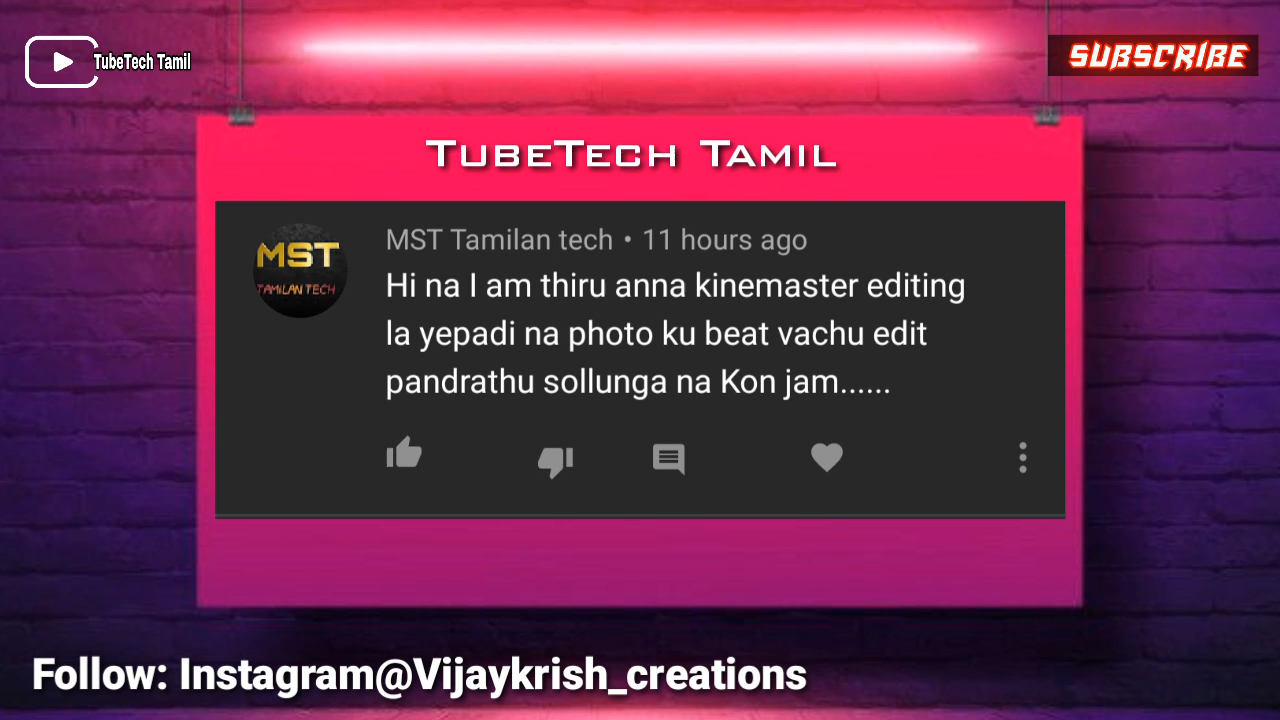 TubeTech Tamil
SUBSCRIBE
TUBETECH TAMIL
MST
TAMILAN TECH
MST Tamilan tech • 11 hours ago
Hi na I am thiru anna kinemaster editing
la yepadi na photo ku beat vachu edit
pandrathu sollunga na Kon jam......
Follow: Instagram@Vijaykrish_creations